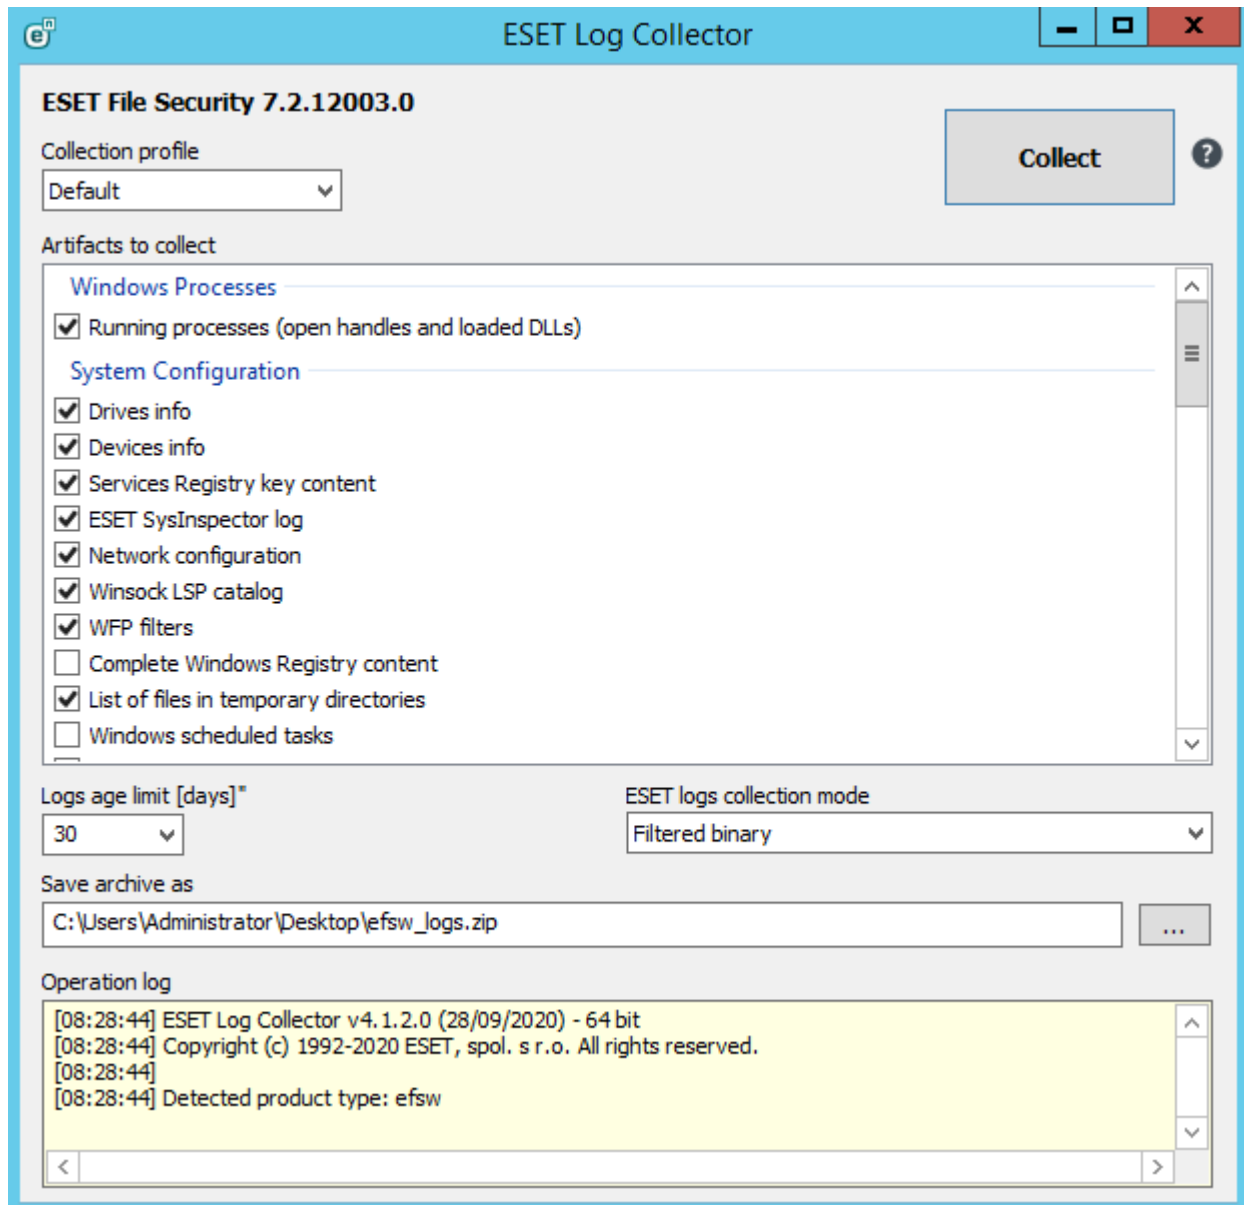 ESET Log Collector
ESET File Security 7.2.12003.0
Collection profile
Default
Collect
?
Artifacts to collect
Windows Processes
Running processes (open handles and loaded DLLs)
System Configuration
Drives info
Devices info
Services Registry key content
ESET SysInspector log
Network configuration
Winsock LSP catalog
WFP filters
Complete Windows Registry content
List of files in temporary directories
Windows scheduled tasks
Logs age limit [days]*
30
ESET logs collection mode
Filtered binary
Save archive as
C:\Users\Administrator\Desktop\efsw_logs.zip
...
Operation log
[08:28:44] ESET Log Collector v4.1.2.0 (28/09/2020) - 64 bit
[08:28:44] Copyright (c) 1992-2020 ESET, spol. s r.o. All rights reserved.
[08:28:44]
[08:28:44] Detected product type: efsw